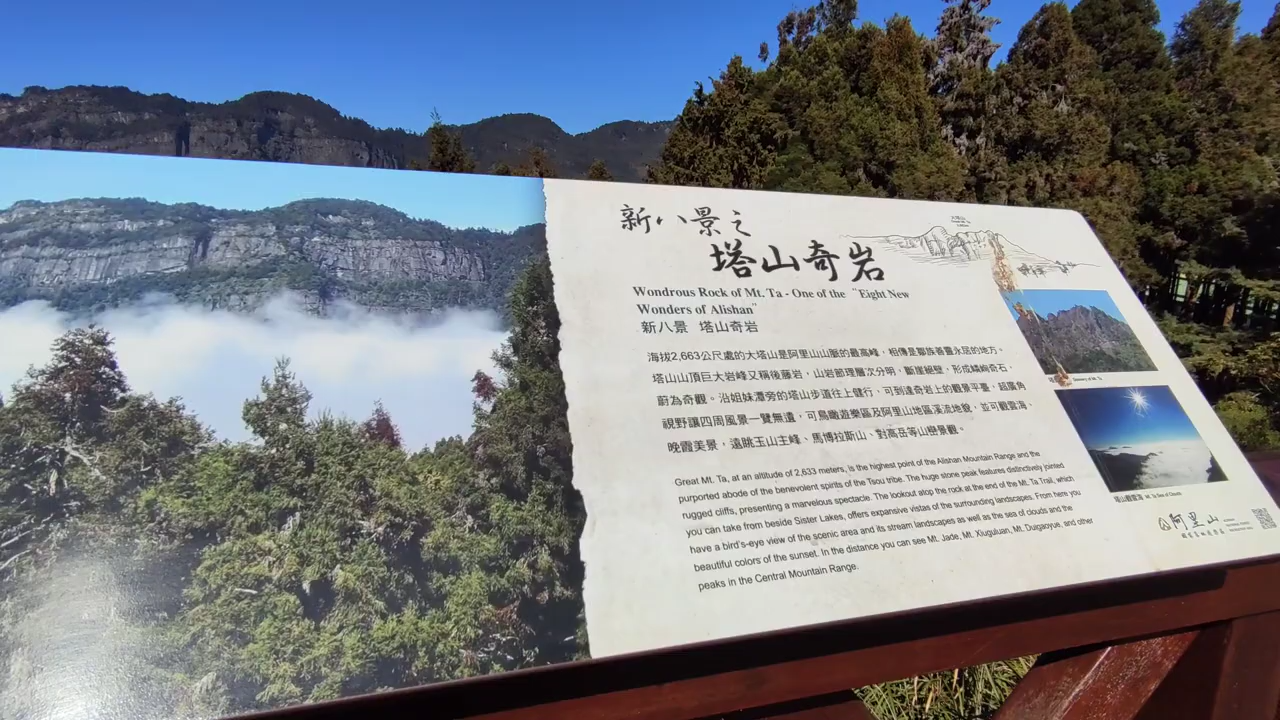 新八景之
塔山奇岩
Wondrous Rock of Mt. Ta - One of the "Eight New
Wonders of Alishan"
新八景 塔山奇岩
海拔2,663公尺處的大塔山是阿里山山脈的最高峰，相傳是鄒族善靈永居的地方。
塔山山頂巨大岩峰又稱後藤岩，山岩節理層次分明，斷崖絕壁，形成嶙峋奇石，
蔚為奇觀。沿姐妹潭旁的塔山步道往上健行，可到達奇岩上的觀景平臺，超廣角
視野讓四周風景一覽無遺，可鳥瞰遊樂區及阿里山地區溪流地貌，並可觀雲海、
晚霞美景，遠眺玉山主峰、馬博拉斯山、對高岳等山巒景觀。
Great Mt. Ta, at an altitude of 2,633 meters, is the highest point of the Alishan Mountain Range and the
purported abode of the benevolent spirits of the Tsou tribe. The huge stone peak features distinctively jointed
rugged cliffs, presenting a marvelous spectacle. The lookout atop the rock at the end of the Mt. Ta Trail, which
you can take from beside Sister Lakes, offers expansive vistas of the surrounding landscapes. From here you
have a bird's-eye view of the scenic area and its stream landscapes as well as the sea of clouds and the
beautiful colors of the sunset. In the distance you can see Mt. Jade, Mt. Xiuguluan, Mt. Duigaoyue, and other
peaks in the Central Mountain Range.
塔山觀雲海 Mt. Ta Sea of Clouds
阿里山